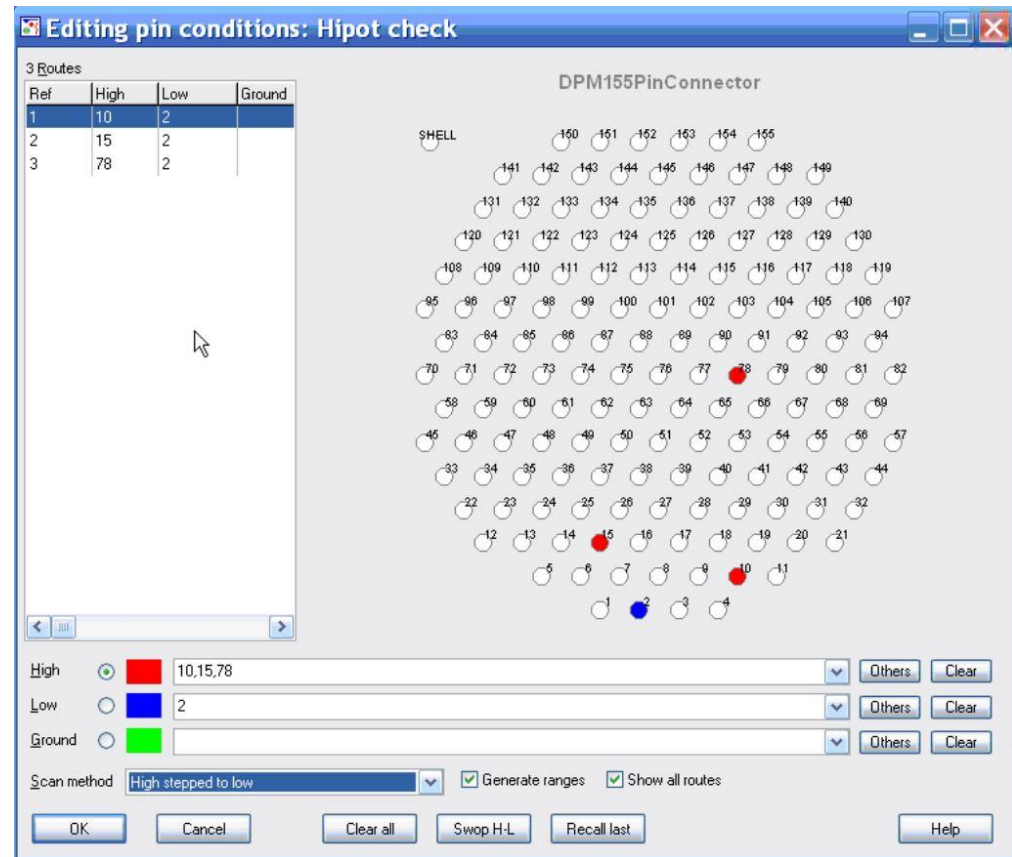 Editing pin conditions: Hipot check
3 Routes
Ref High Low Ground
1 10 2
2 15 2
3 78 2
DPM155PinConnector
SHELL 150 151 152 153 154 155
141 142 143 144 145 146 147 148 149
131 132 133 134 135 136 137 138 139 140
120 121 122 123 124 125 126 127 128 129 130
108 109 110 111 112 113 114 115 116 117 118 119
95 96 97 98 99 100 101 102 103 104 105 106 107
83 84 85 86 87 88 89 90 91 92 93 94
70 71 72 73 74 75 76 77 78 79 80 81 82
58 59 60 61 62 63 64 65 66 67 68 69
45 46 47 48 49 50 51 52 53 54 55 56 57
33 34 35 36 37 38 39 40 41 42 43 44
22 23 24 25 26 27 28 29 30 31 32
12 13 14 15 16 17 18 19 20 21
5 6 7 8 9 10 11
1 2 3 4
High 10,15,78 Others Clear
Low 2 Others Clear
Ground Others Clear
Scan method High stepped to low Generate ranges Show all routes
OK Cancel Clear all Swop H-L Recall last Help